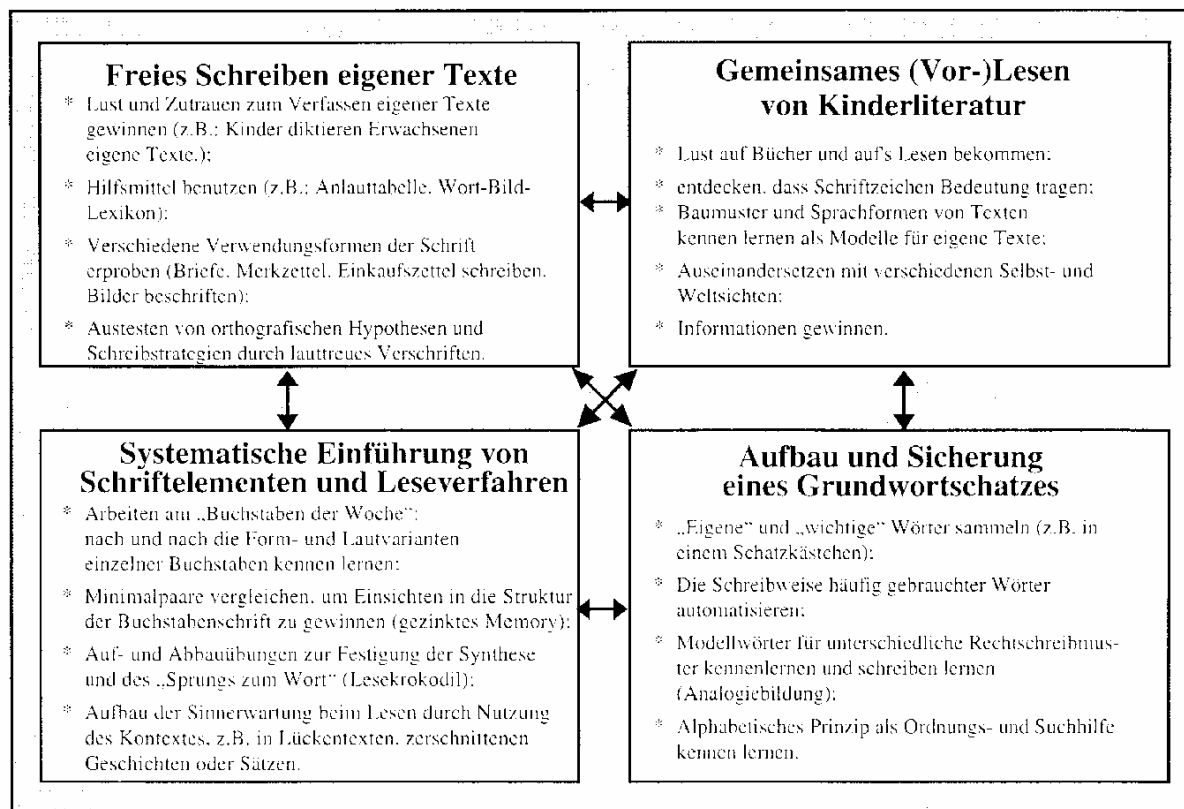 Freies Schreiben eigener Texte
* Lust und Zutrauen zum Verfassen eigener Texte
gewinnen (z.B.: Kinder diktieren Erwachsenen
eigene Texte.);
* Hilfsmittel benutzen (z.B.: Anlauttabelle, Wort-Bild-
Lexikon);
* Verschiedene Verwendungsformen der Schrift
erproben (Briefe, Merkzettel, Einkaufszettel schreiben,
Bilder beschriften);
* Austesten von orthografischen Hypothesen und
Schreibstrategien durch lauttreues Verschriften.
Gemeinsames (Vor-)Lesen
von Kinderliteratur
* Lust auf Bücher und auf's Lesen bekommen;
* entdecken, dass Schriftzeichen Bedeutung tragen;
* Baumuster und Sprachformen von Texten
kennen lernen als Modelle für eigene Texte;
* Auseinandersetzen mit verschiedenen Selbst- und
Weltsichten;
* Informationen gewinnen.
Systematische Einführung von
Schriftelementen und Leseverfahren
* Arbeiten am „Buchstaben der Woche“:
nach und nach die Form- und Lautvarianten
einzelner Buchstaben kennen lernen;
* Minimalpaare vergleichen, um Einsichten in die Struktur
der Buchstabenschrift zu gewinnen (gezinktes Memory);
* Auf- und Abbauübungen zur Festigung der Synthese
und des „Sprungs zum Wort“ (Lesekrokodil);
* Aufbau der Sinnerwartung beim Lesen durch Nutzung
des Kontextes, z.B. in Lückentexten, zerschnittenen
Geschichten oder Sätzen.
Aufbau und Sicherung
eines Grundwortschatzes
* „Eigene“ und „wichtige“ Wörter sammeln (z.B. in
einem Schatzkästchen);
* Die Schreibweise häufig gebrauchter Wörter
automatisieren;
* Modellwörter für unterschiedliche Rechtschreibmus-
ter kennenlernen und schreiben lernen
(Analogiebildung);
* Alphabetisches Prinzip als Ordnungs- und Suchhilfe
kennen lernen.